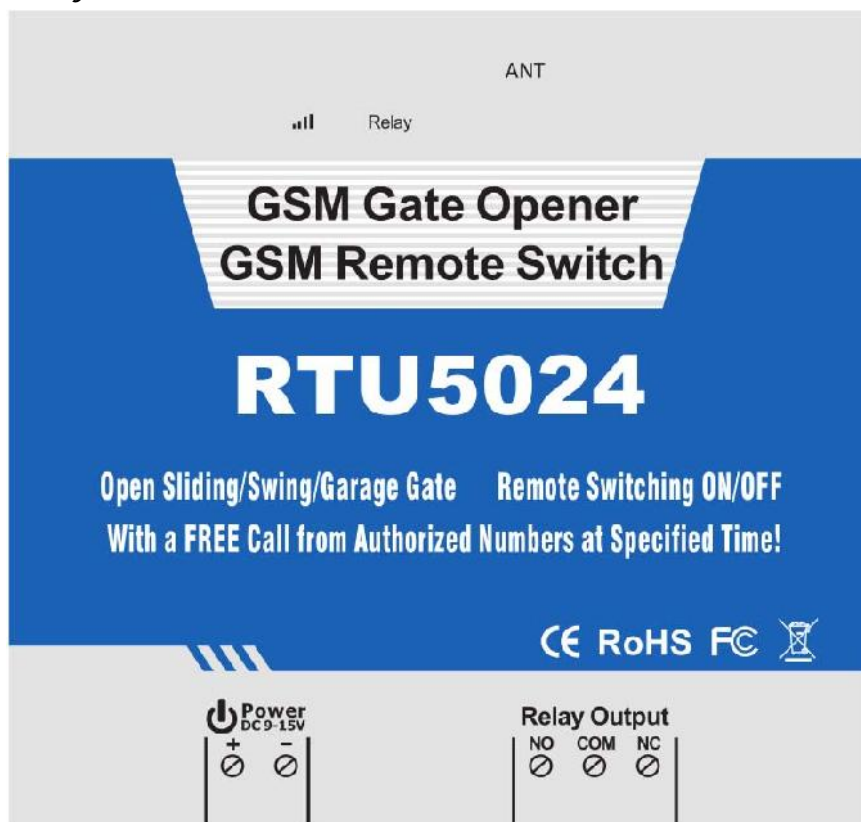 ANT
Relay
GSM Gate Opener
GSM Remote Switch
RTU5024
Open Sliding/Swing/Garage Gate Remote Switching ON/OFF
With a FREE Call from Authorized Numbers at Specified Time!
CE RoHS FC
Power
DC9-15V
+ -
Relay Output
NO COM NC